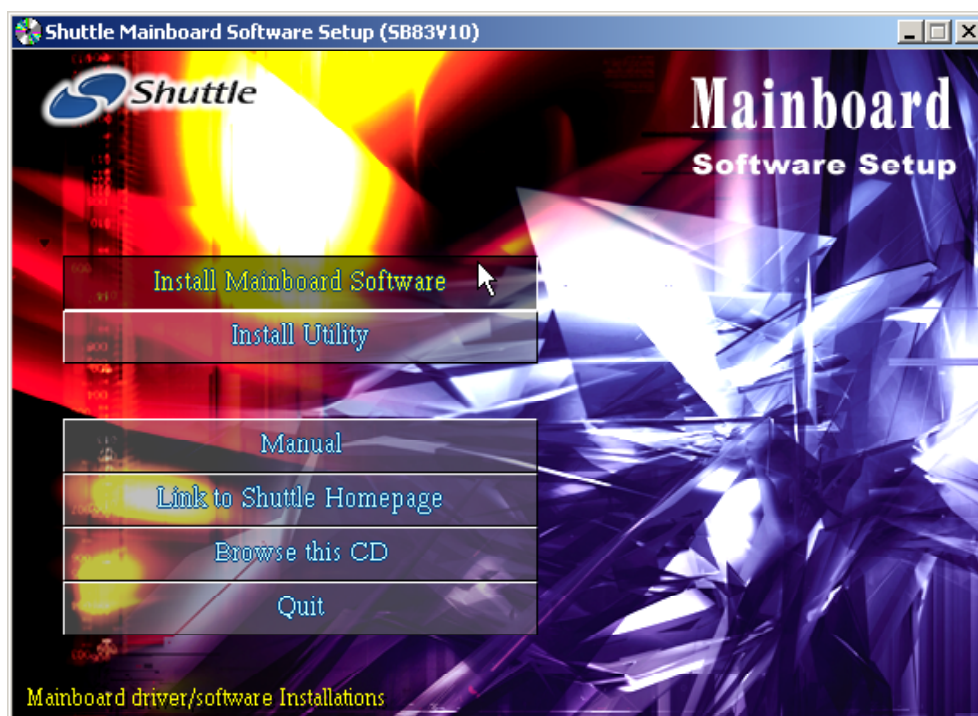 Shuttle Mainboard Software Setup (SB83V10)
Shuttle
Mainboard
Software Setup
Install Mainboard Software
Install Utility
Manual
Link to Shuttle Homepage
Browse this CD
Quit
Mainboard driver/software Installations